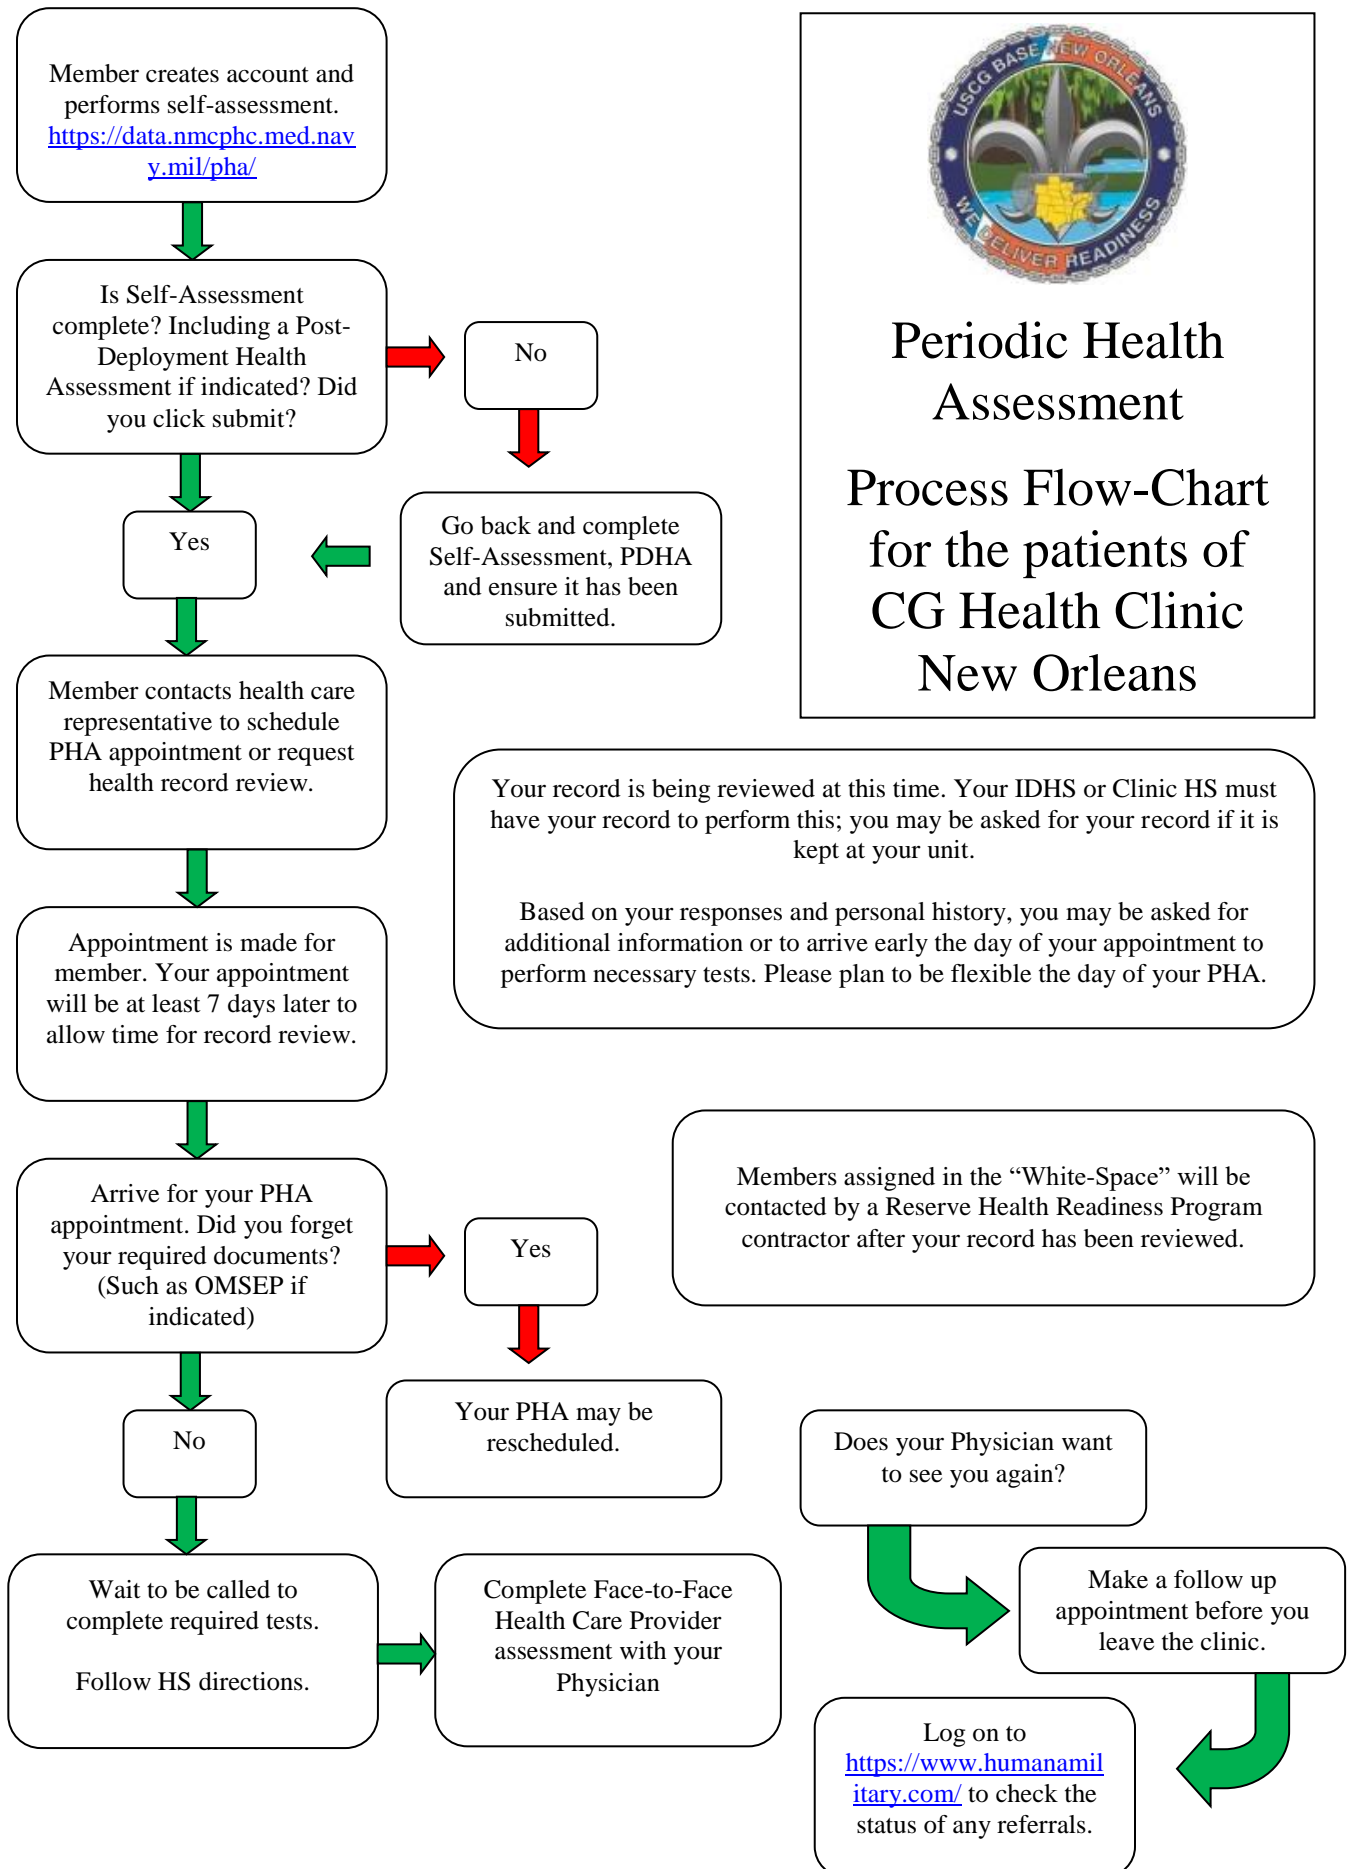 Member creates account and
performs self-assessment.
https://data.nmcphc.med.nav
y.mil/pha/
USCG BASE NEW ORLEANS
WE DELIVER READINESS
Periodic Health
Assessment
Process Flow-Chart
for the patients of
CG Health Clinic
New Orleans
Is Self-Assessment
complete? Including a Post-
Deployment Health
Assessment if indicated? Did
you click submit?
No
Go back and complete
Self-Assessment, PDHA
and ensure it has been
submitted.
Yes
Member contacts health care
representative to schedule
PHA appointment or request
health record review.
Your record is being reviewed at this time. Your IDHS or Clinic HS must
have your record to perform this; you may be asked for your record if it is
kept at your unit.
Based on your responses and personal history, you may be asked for
additional information or to arrive early the day of your appointment to
perform necessary tests. Please plan to be flexible the day of your PHA.
Appointment is made for
member. Your appointment
will be at least 7 days later to
allow time for record review.
Members assigned in the “White-Space” will be
contacted by a Reserve Health Readiness Program
contractor after your record has been reviewed.
Arrive for your PHA
appointment. Did you forget
your required documents?
(Such as OMSEP if
indicated)
Yes
Your PHA may be
rescheduled.
No
Wait to be called to
complete required tests.
Follow HS directions.
Complete Face-to-Face
Health Care Provider
assessment with your
Physician
Does your Physician want
to see you again?
Make a follow up
appointment before you
leave the clinic.
Log on to
https://www.humanamil
itary.com/ to check the
status of any referrals.